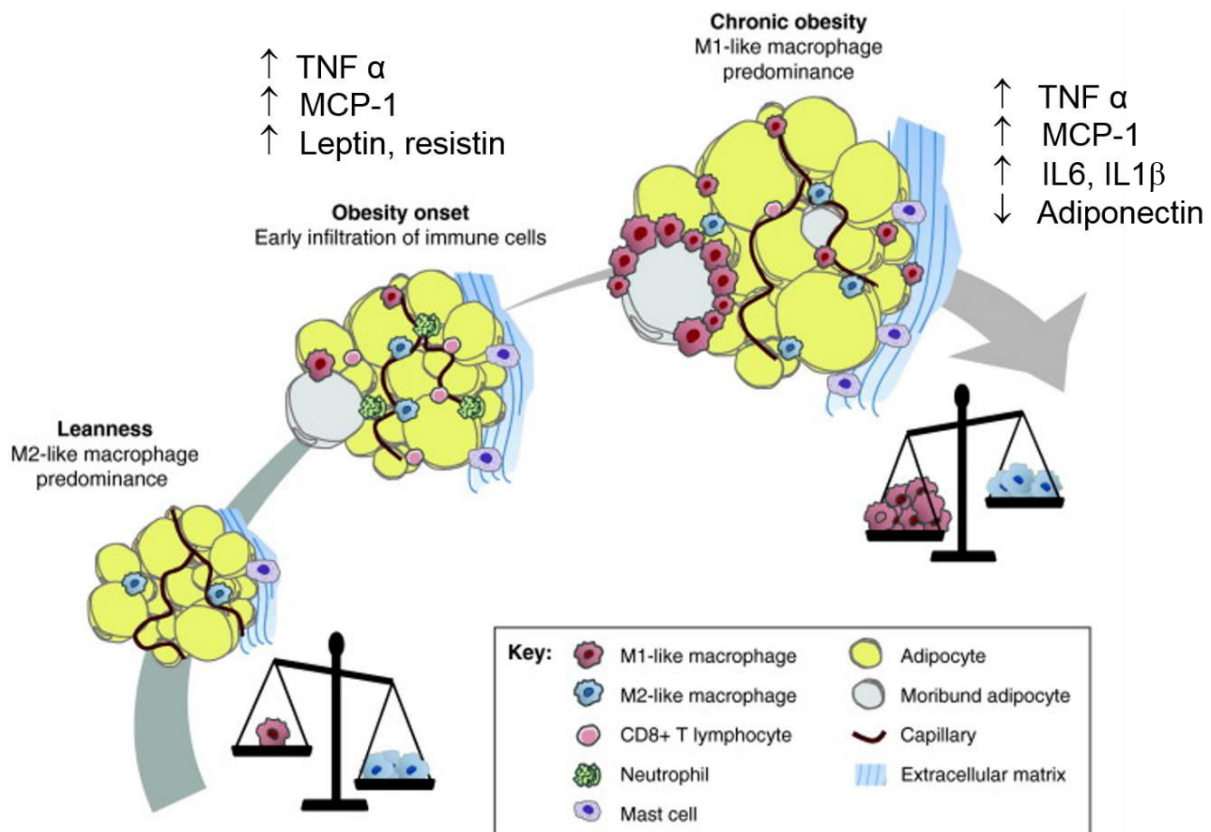 Chronic obesity
M1-like macrophage
predominance
↑ TNF α
↑ MCP-1
↑ Leptin, resistin
↑ TNF α
↑ MCP-1
↑ IL6, IL1β
↓ Adiponectin
Obesity onset
Early infiltration of immune cells
Leanness
M2-like macrophage
predominance
Key:
M1-like macrophage
M2-like macrophage
CD8+ T lymphocyte
Neutrophil
Mast cell
Adipocyte
Moribund adipocyte
Capillary
Extracellular matrix